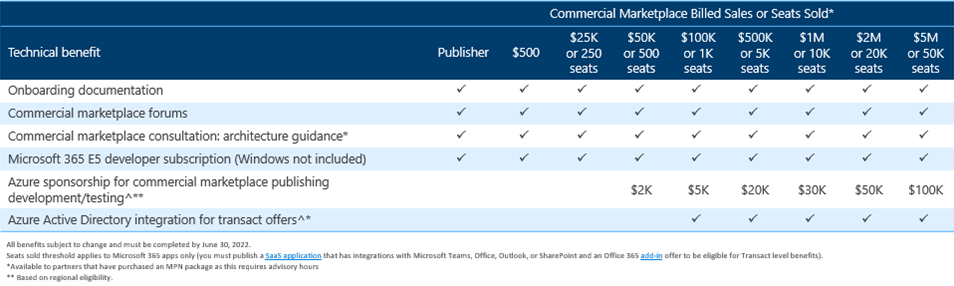 Commercial Marketplace Billed Sales or Seats Sold*
Technical benefit Publisher $500 $25K or 250 seats $50K or 500 seats $100K or 1K seats $500K or 5K seats $1M or 10K seats $2M or 20K seats $5M or 50K seats
Onboarding documentation ✓ ✓ ✓ ✓ ✓ ✓ ✓ ✓ ✓
Commercial marketplace forums ✓ ✓ ✓ ✓ ✓ ✓ ✓ ✓ ✓
Commercial marketplace consultation: architecture guidance* ✓ ✓ ✓ ✓ ✓ ✓ ✓ ✓ ✓
Microsoft 365 E5 developer subscription (Windows not included) ✓ ✓ ✓ ✓ ✓ ✓ ✓ ✓ ✓
Azure sponsorship for commercial marketplace publishing
development/testing^** $2K $5K $20K $30K $50K $100K
Azure Active Directory integration for transact offers^* ✓ ✓ ✓ ✓ ✓
All benefits subject to change and must be completed by June 30, 2022.
Seats sold threshold applies to Microsoft 365 apps only (you must publish a SaaS application that has integrations with Microsoft Teams, Office, Outlook, or SharePoint and an Office 365 add-in offer to be eligible for Transact level benefits).
*Available to partners that have purchased an MPN package as this requires advisory hours
** Based on regional eligibility.